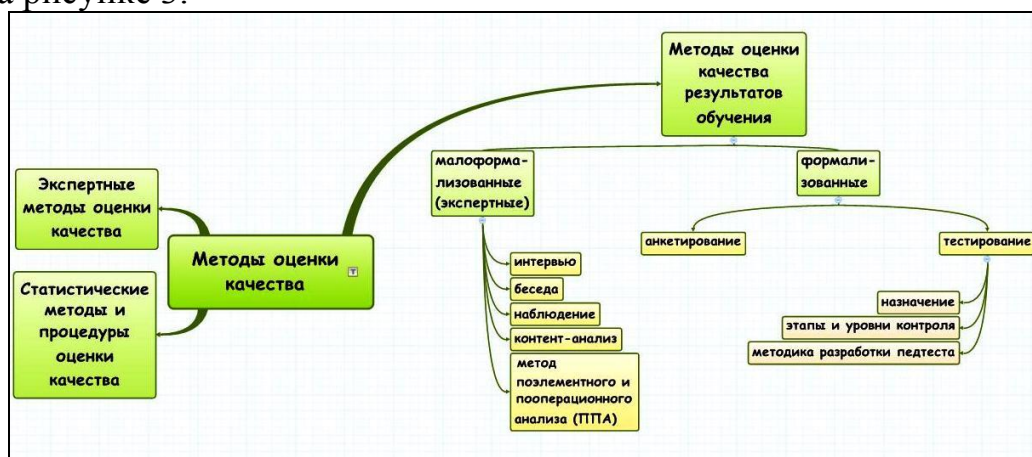 а рисунке 3.
Методы оценки
качества
результатов
обучения
малоформа-
лизованные
(экспертные)
формали-
зованные
Экспертные
методы оценки
качества
анкетирование
тестирование
Методы оценки
качества
интервью
беседа
наблюдение
контент-анализ
метод
поэлементного и
пооперационного
анализа (ППА)
Статистические
методы и
процедуры
оценки
качества
назначение
этапы и уровни контроля
методика разработки педтеста